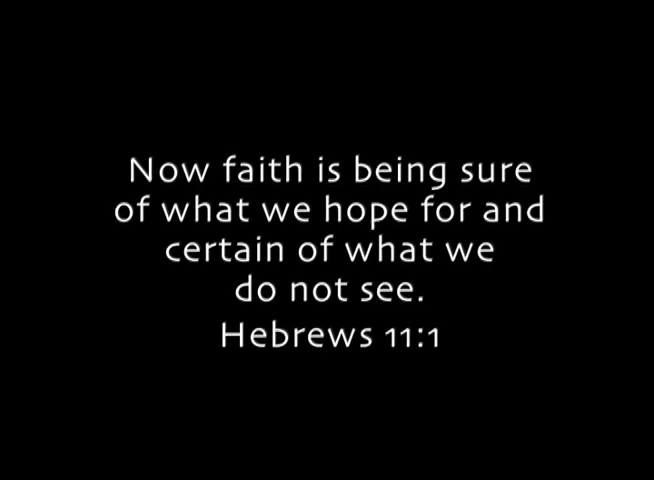 Now faith is being sure
of what we hope for and
certain of what we
do not see.
Hebrews 11:1